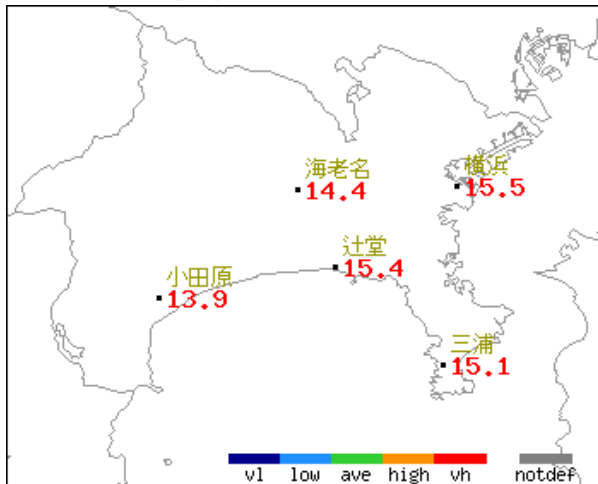 海老名
14.4
横浜
15.5
辻堂
15.4
小田原
13.9
三浦
15.1
vl low ave high vh notdef